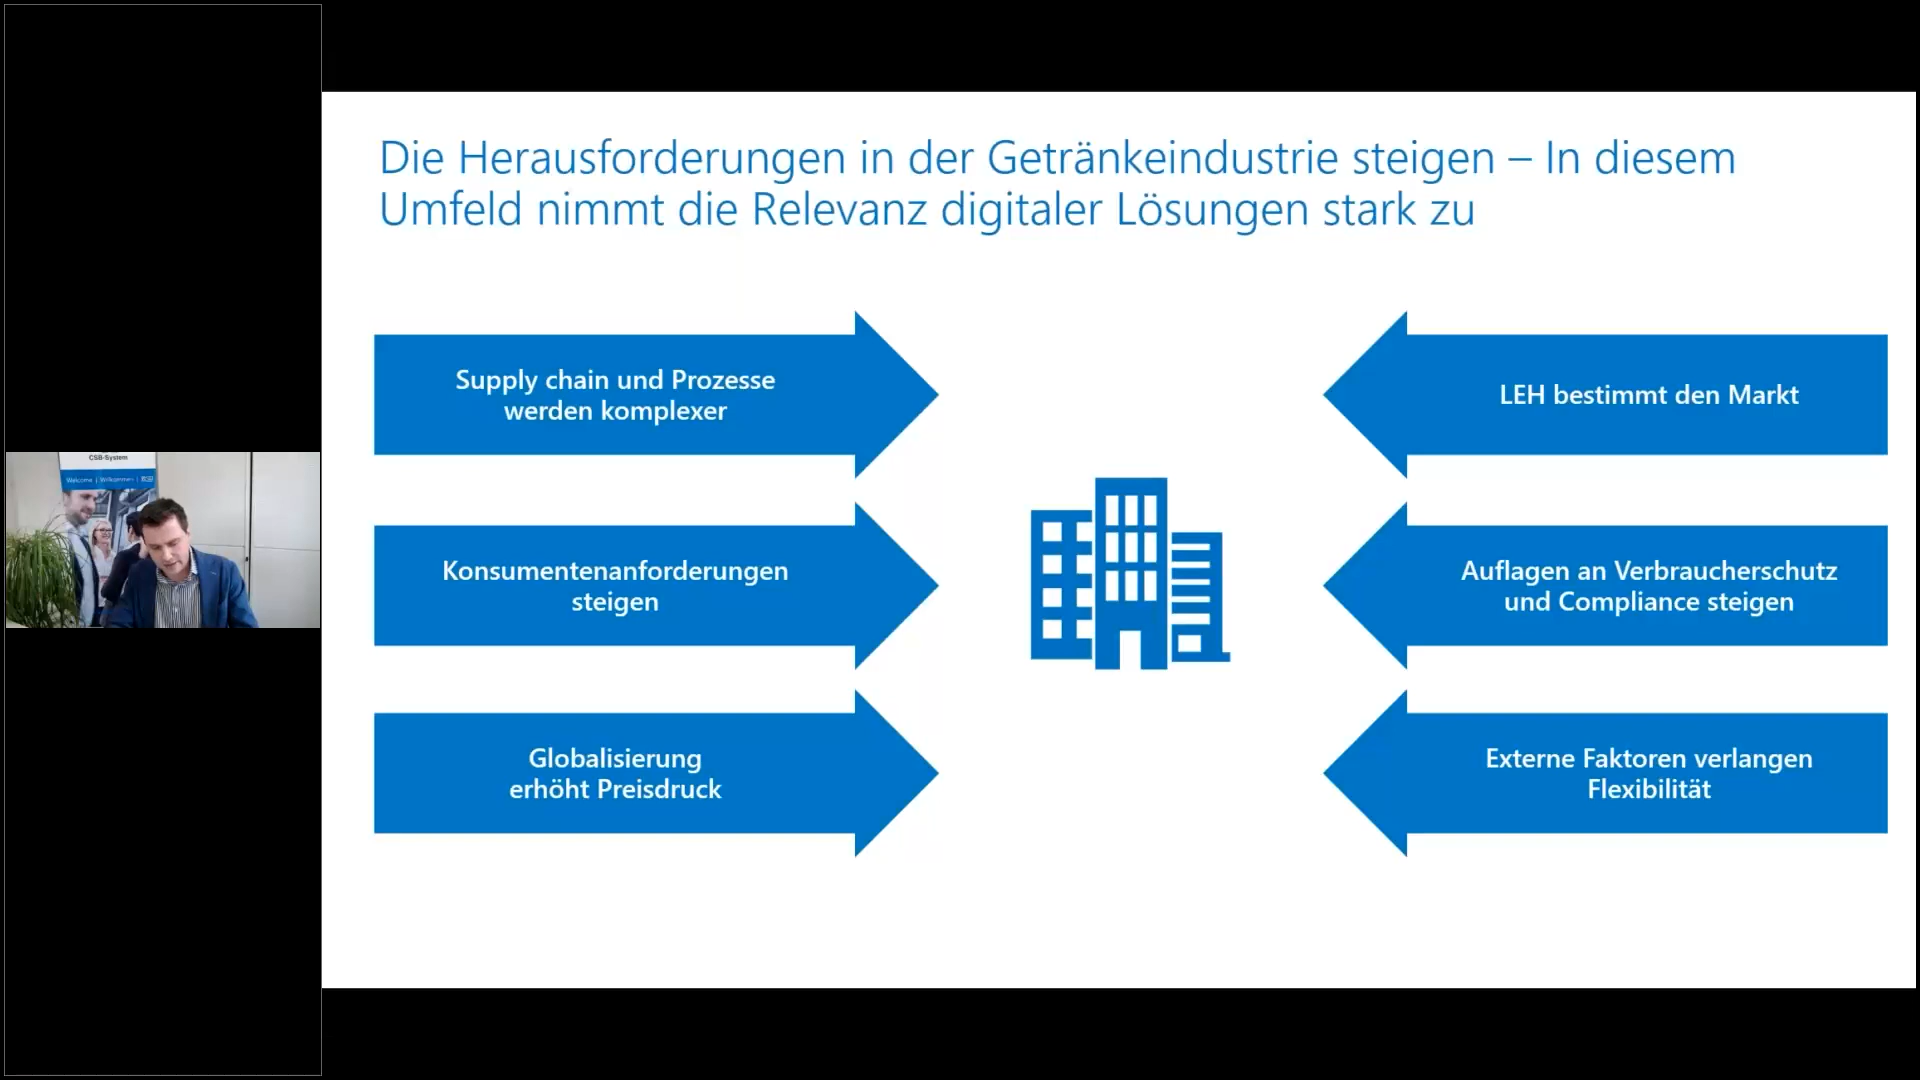 Die Herausforderungen in der Getränkeindustrie steigen – In diesem
Umfeld nimmt die Relevanz digitaler Lösungen stark zu
Supply chain und Prozesse
werden komplexer
LEH bestimmt den Markt
Konsumentenanforderungen
steigen
Auflagen an Verbraucherschutz
und Compliance steigen
Globalisierung
erhöht Preisdruck
Externe Faktoren verlangen
Flexibilität
CSB-System
Welcome | Willkommen |